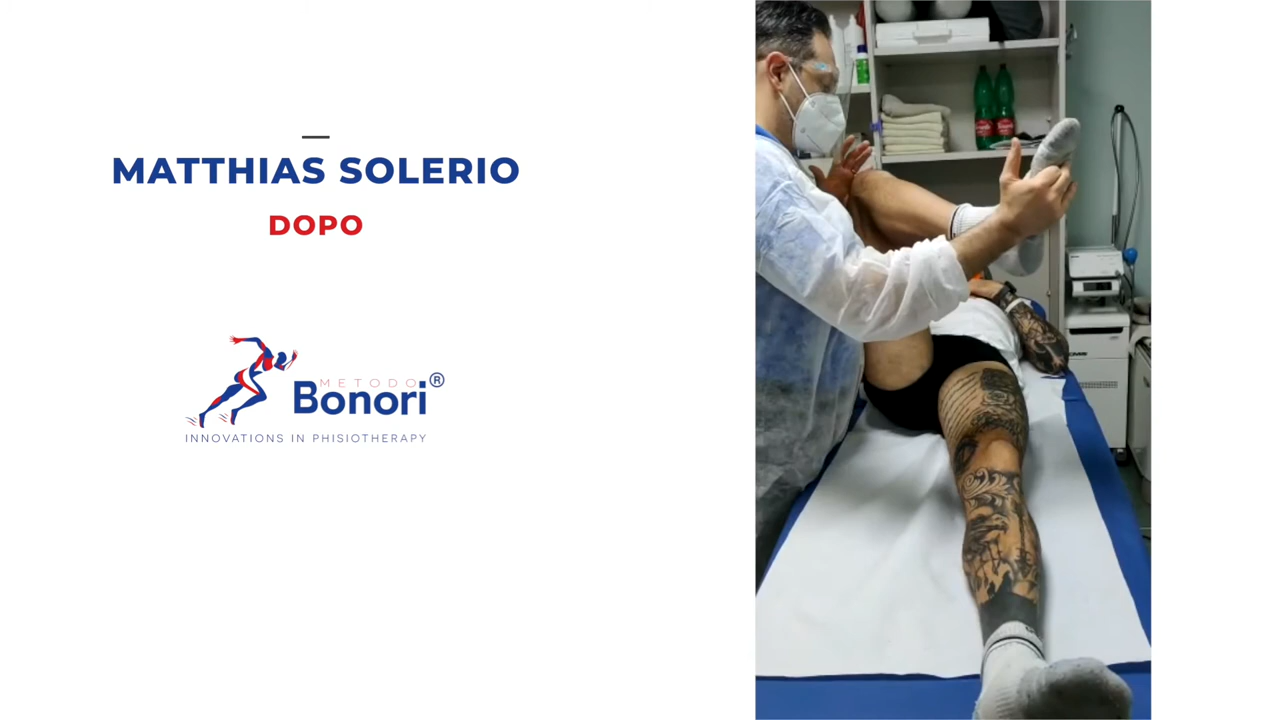 MATTHIAS SOLERIO
DOPO
METODO
Bonori®
INNOVATIONS IN PHISIOTHERAPY